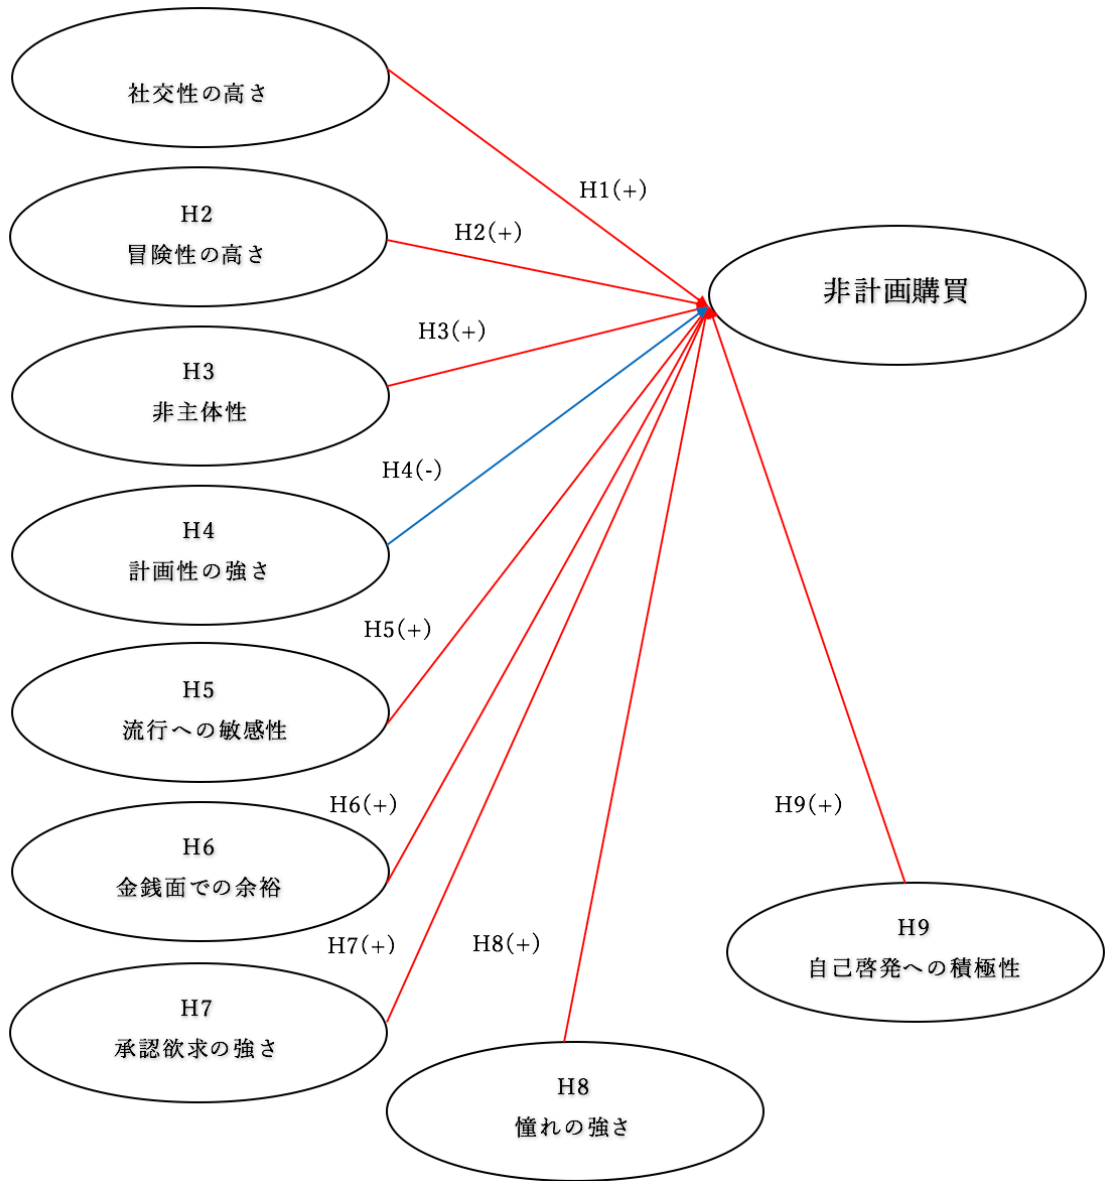 社交性の高さ
H1(+)
H2
冒険性の高さ
H2(+)
非計画購買
H3
非主体性
H3(+)
H4
計画性の強さ
H4(-)
H5
流行への敏感性
H5(+)
H6
金銭面での余裕
H6(+)
H7
承認欲求の強さ
H7(+)
H8
憧れの強さ
H8(+)
H9
自己啓発への積極性
H9(+)